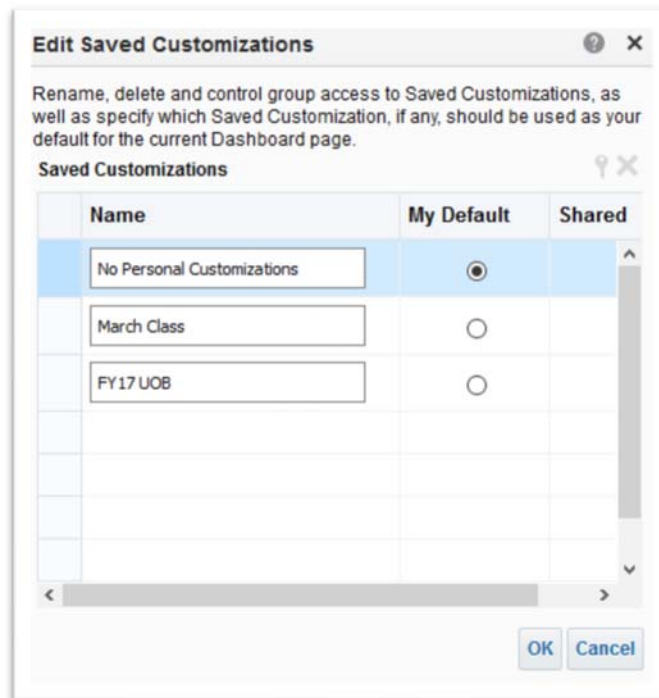 Edit Saved Customizations
Rename, delete and control group access to Saved Customizations, as
well as specify which Saved Customization, if any, should be used as your
default for the current Dashboard page.
Saved Customizations
Name My Default Shared
No Personal Customizations
March Class
FY17 UOB
OK Cancel